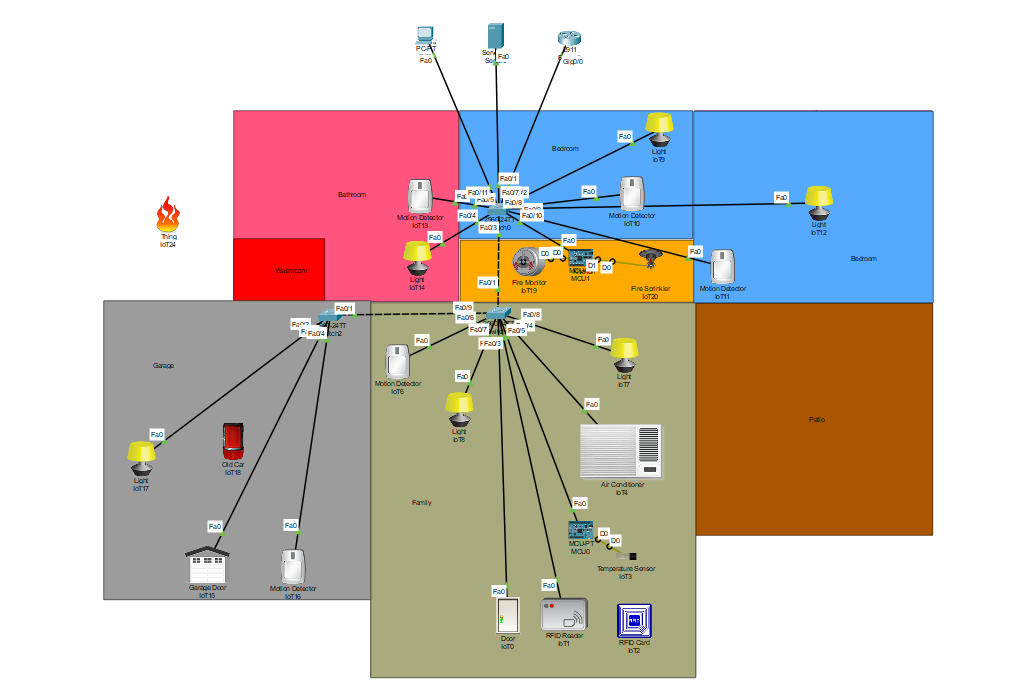 PC-PT
Fa0
Fa0
2911
Gig0/0
Light
IoT9
Fa0
Bedroom
Bathroom
Fa0/1
Fa0/11
Fa0/8
Fa0/4
Fa0/10
Fa0/3
Motion Detector
IoT13
Fa0
Motion Detector
IoT10
Fa0
Light
IoT12
Thing
IoT24
Fa0
Light
IoT14
Washroom
Fa0
D0
D0
MCU1
D1
D0
Fire Monitor
IoT19
Fire Sprinkler
IoT20
Fa0
Motion Detector
IoT11
Bedroom
Fa0/1
Fa0/1
Fa0/4
Fa0/9
Fa0/6
Fa0/7
Fa0/8
Fa0/5
Fa0/3
Garage
Fa0
Motion Detector
IoT6
Fa0
Light
IoT7
Fa0
Light
IoT8
Fa0
Patio
Fa0
Light
IoT17
Old Car
IoT18
Air Conditioner
IoT4
Family
Fa0
MCU-PT
MCU0
D0
D0
Temperature Sensor
IoT3
Fa0
Garage Door
IoT15
Fa0
Motion Detector
IoT16
Fa0
Door
IoT0
Fa0
RFID Reader
IoT1
RFID Card
IoT2